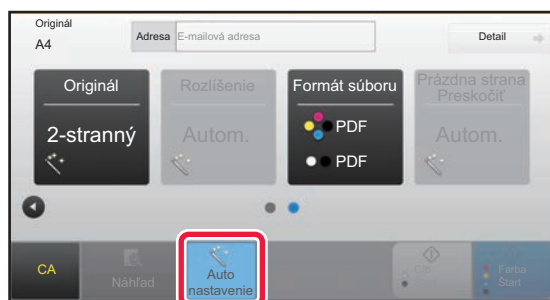 Originál
A4
Adresa E-mailová adresa
Detail
Originál
2-stranný
Rozlíšenie
Autom.
Formát súboru
PDF
PDF
Prázdna strana
Preskočiť
Autom.
CA
Náhľad
Auto
nastavenie
Č/B
Štart
Farba
Štart